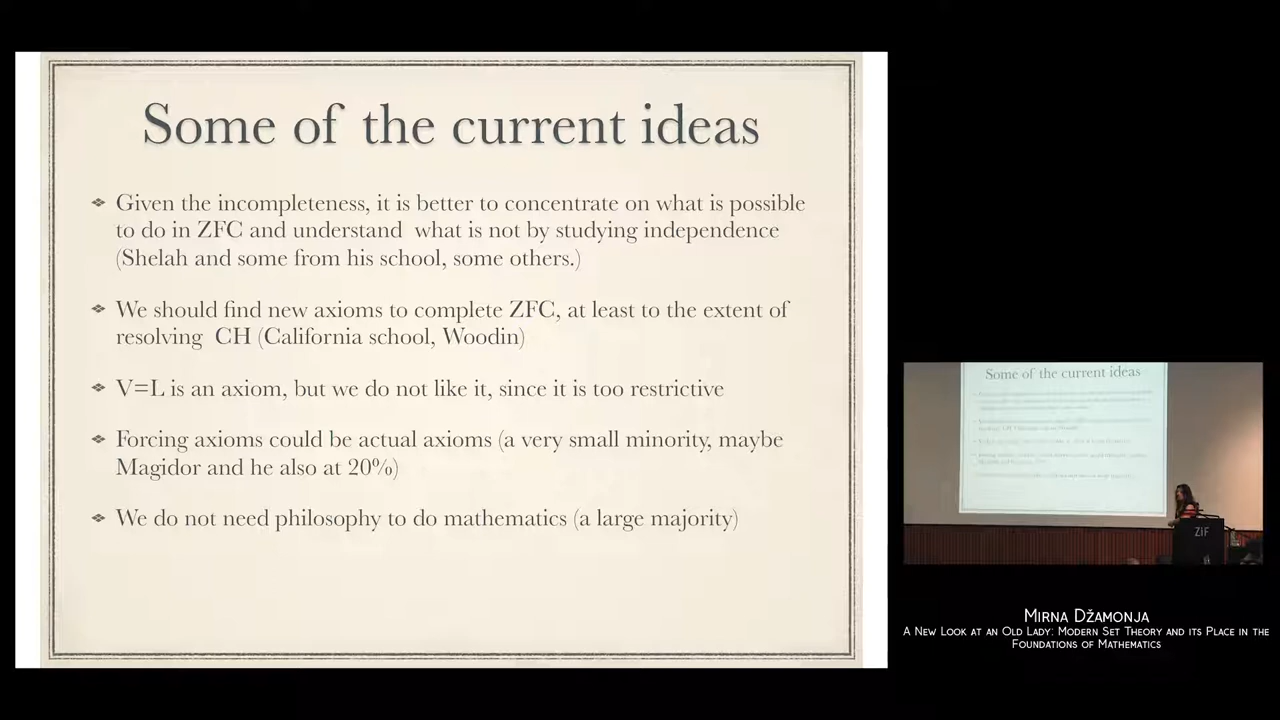 Some of the current ideas
❖ Given the incompleteness, it is better to concentrate on what is possible
to do in ZFC and understand what is not by studying independence
(Shelah and some from his school, some others.)
❖ We should find new axioms to complete ZFC, at least to the extent of
resolving CH (California school, Woodin)
❖ V=L is an axiom, but we do not like it, since it is too restrictive
❖ Forcing axioms could be actual axioms (a very small minority, maybe
Magidor and he also at 20%)
❖ We do not need philosophy to do mathematics (a large majority)
Some of the current ideas
ZIF
Mirna Džamonja
A New Look at an Old Lady: Modern Set Theory and its Place in the
Foundations of Mathematics